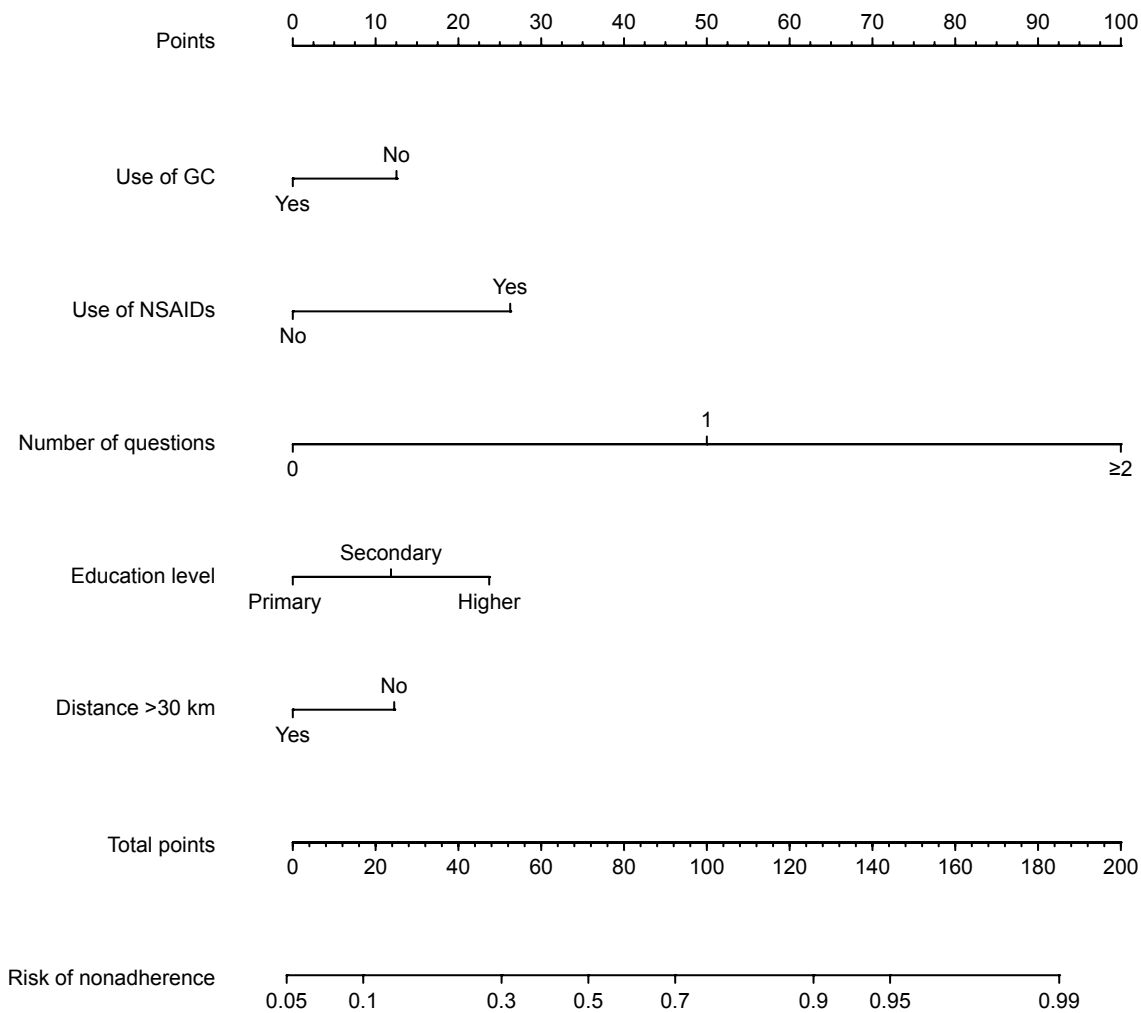 Points
0 10 20 30 40 50 60 70 80 90 100
Use of GC
No
Yes
Use of NSAIDs
Yes
No
Number of questions
1
0 ≥2
Education level
Secondary
Primary Higher
Distance >30 km
No
Yes
Total points
0 20 40 60 80 100 120 140 160 180 200
Risk of nonadherence
0.05 0.1 0.3 0.5 0.7 0.9 0.95 0.99